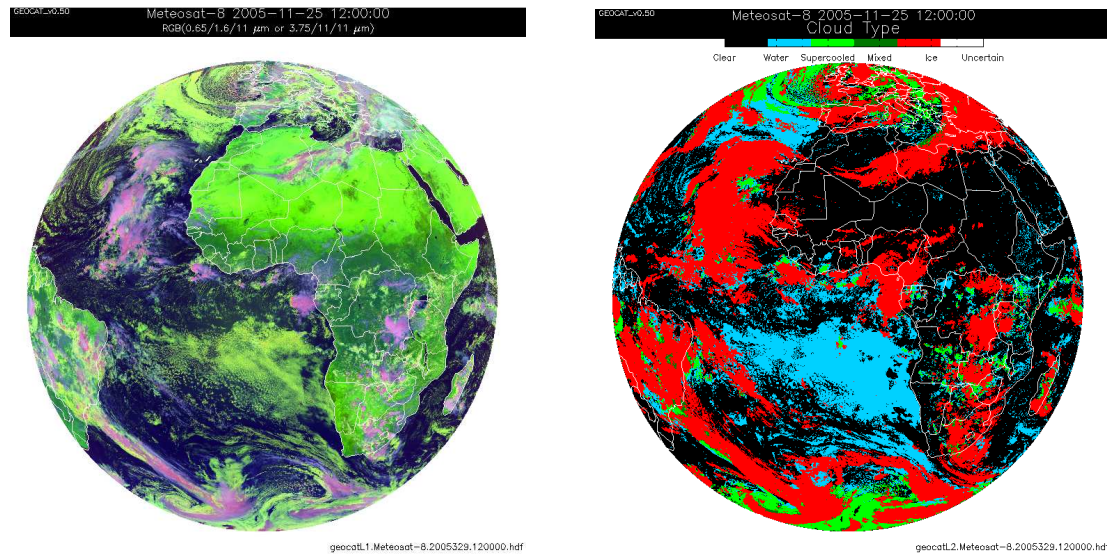 GEOCAT_v0.50
Meteosat-8 2005-11-25 12:00:00
RGB(0.65/1.6/11 μm or 3.75/11/11 μm)
geocatL1.Meteosat-8.2005329.120000.hdf
GEOCAT_v0.50
Meteosat-8 2005-11-25 12:00:00
Cloud Type
Clear Water Supercooled Mixed Ice Uncertain
geocatL2.Meteosat-8.2005329.120000.hdf